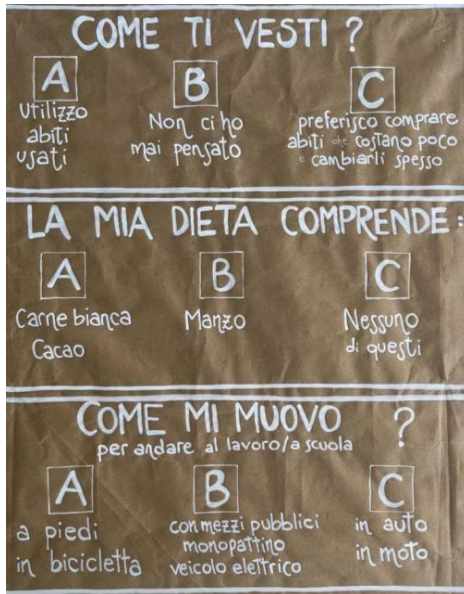 COME TI VESTI ?
A
B
C
Utilizzo
abiti
usati
Non ci ho
mai pensato
preferisco comprare
abiti che costano poco
e cambiarli spesso
LA MIA DIETA COMPRENDE:
A
B
C
Carne bianca
Cacao
Manzo
Nessuno
di questi
COME MI MUOVO ?
per andare al lavoro/a scuola
A
B
C
a piedi
in bicicletta
con mezzi pubblici
monopattino
veicolo elettrico
in auto
in moto